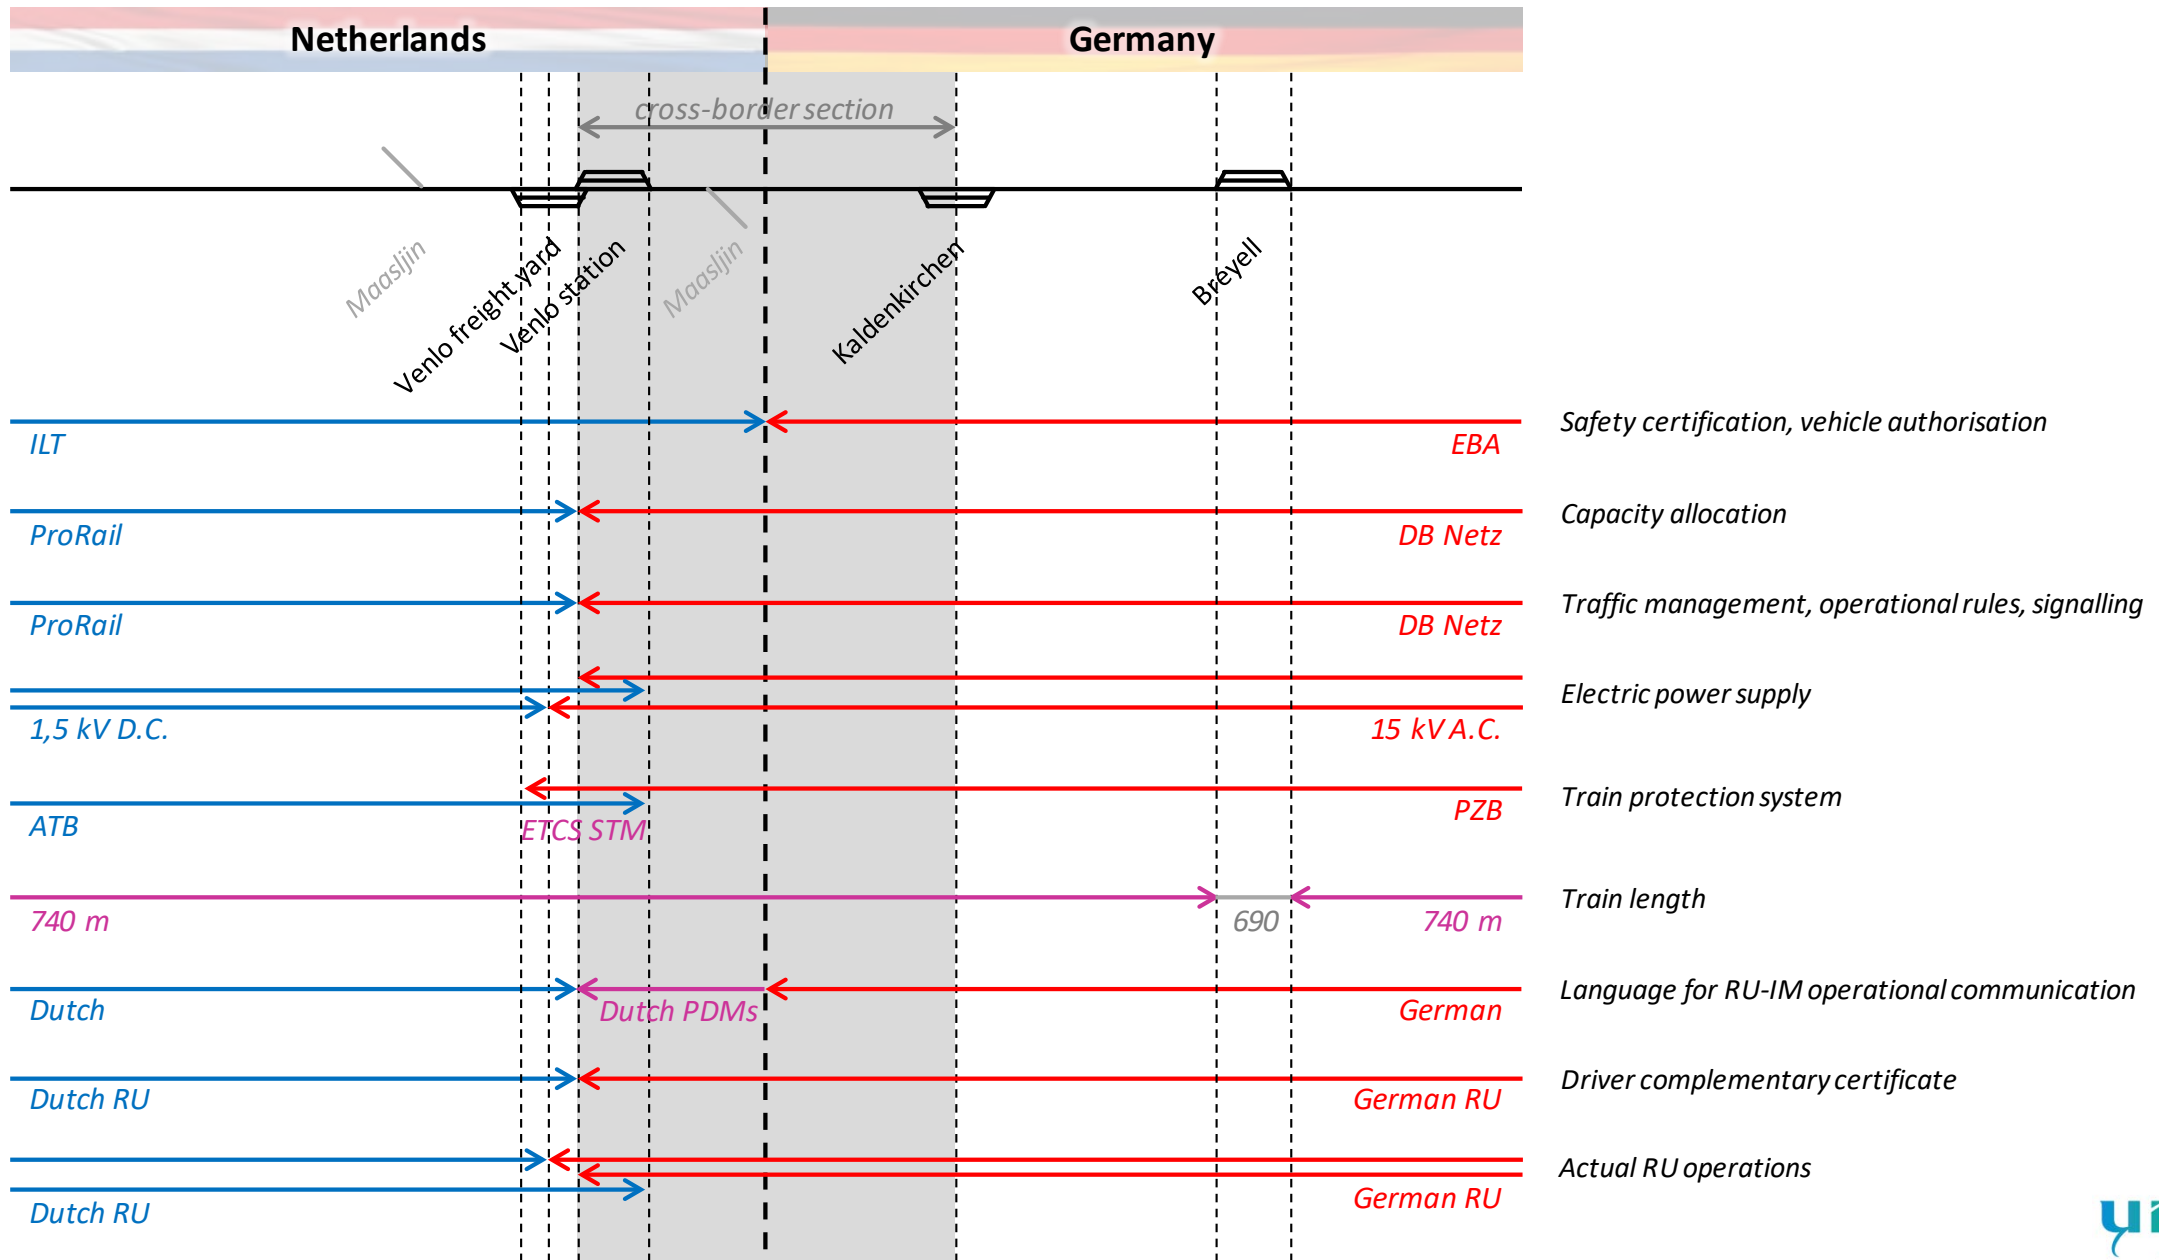 Netherlands
Germany
cross-border section
Maasljin
Venlo freight yard
Venlo station
Maasljin
Kaldenkirchen
Breyell
ILT
EBA
Safety certification, vehicle authorisation
ProRail
DB Netz
Capacity allocation
ProRail
DB Netz
Traffic management, operational rules, signalling
1,5 kV D.C.
15 kV A.C.
Electric power supply
ATB
ETCS STM
PZB
Train protection system
740 m
690
740 m
Train length
Dutch
Dutch PDMs
German
Language for RU-IM operational communication
Dutch RU
German RU
Driver complementary certificate
Dutch RU
German RU
Actual RU operations